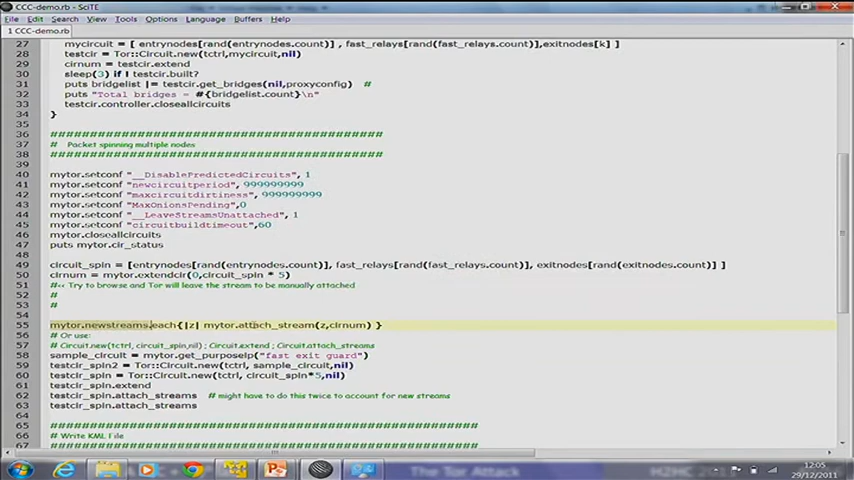 CCC-demo.rb - SciTE
File Edit Search View Tools Options Language Buffers Help
1 CCC-demo.rb
27 mycircuit = [ entrynodes[rand(entrynodes.count)] , fast_relays[rand(fast_relays.count)],exitnodes[k] ]
28 testcir = Tor::Circuit.new(tctrl,mycircuit,nil)
29 cirnum = testcir.extend
30 sleep(3) if ! testcir.built?
31 puts bridgelist |= testcir.get_bridges(nil,proxyconfig) #
32 puts "Total bridges = #{bridgelist.count}\n"
33 testcir.controller.closeallcircuits
34 }
35
36 ##################################################
37 # Packet spinning multiple nodes
38 ##################################################
39
40 mytor.setconf "__DisablePredictedCircuits", 1
41 mytor.setconf "newcircuitperiod", 999999999
42 mytor.setconf "maxcircuitdirtiness", 999999999
43 mytor.setconf "MaxOnionsPending",0
44 mytor.setconf "__LeaveStreamsUnattached", 1
45 mytor.setconf "circuitbuildtimeout",60
46 mytor.closeallcircuits
47 puts mytor.cir_status
48
49 circuit_spin = [entrynodes[rand(entrynodes.count)], fast_relays[rand(fast_relays.count)], exitnodes[rand(exitnodes.count)] ]
50 cirnum = mytor.extendcir(0,circuit_spin * 5)
51 #<< Try to browse and Tor will leave the stream to be manually attached
52 #
53 #
54
55 mytor.newstreams.each{|z| mytor.attach_stream(z,cirnum) }
56 # Or use:
57 # Circuit.new(tctrl, circuit_spin,nil) ; Circuit.extend ; Circuit.attach_streams
58 sample_circuit = mytor.get_purposeip("fast exit guard")
59 testcir_spin2 = Tor::Circuit.new(tctrl, sample_circuit,nil)
60 testcir_spin = Tor::Circuit.new(tctrl, circuit_spin*5,nil)
61 testcir_spin.extend
62 testcir_spin.attach_streams # might have to do this twice to account for new streams
63 testcir_spin.attach_streams
64
65 ##################################################
66 # Write KML File
67 ##################################################
The Tor Attack
H2HC 2011
12:05
29/12/2011